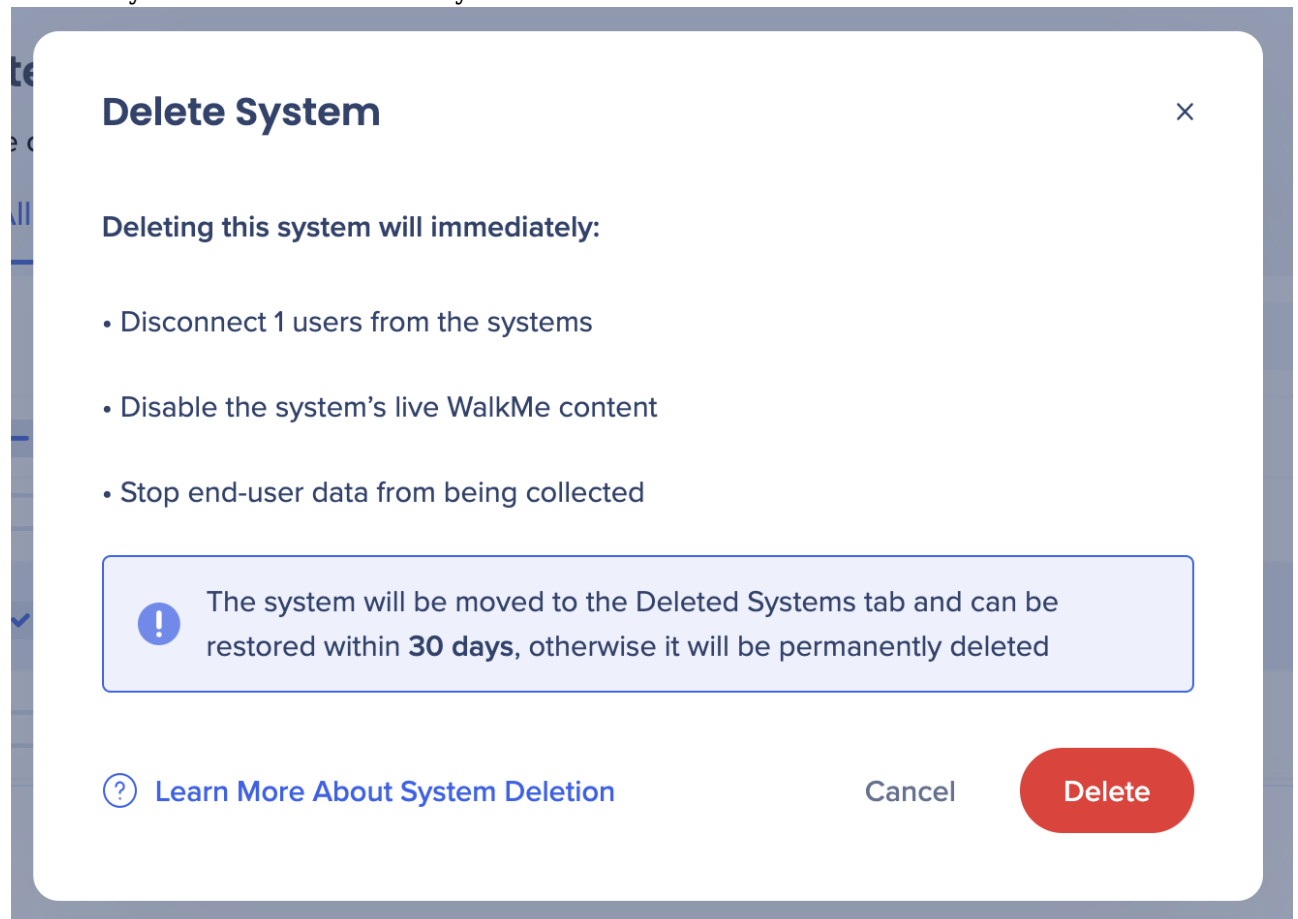 Delete System
Deleting this system will immediately:
• Disconnect 1 users from the systems
• Disable the system’s live WalkMe content
• Stop end-user data from being collected
The system will be moved to the Deleted Systems tab and can be
restored within 30 days, otherwise it will be permanently deleted
Learn More About System Deletion
Cancel
Delete